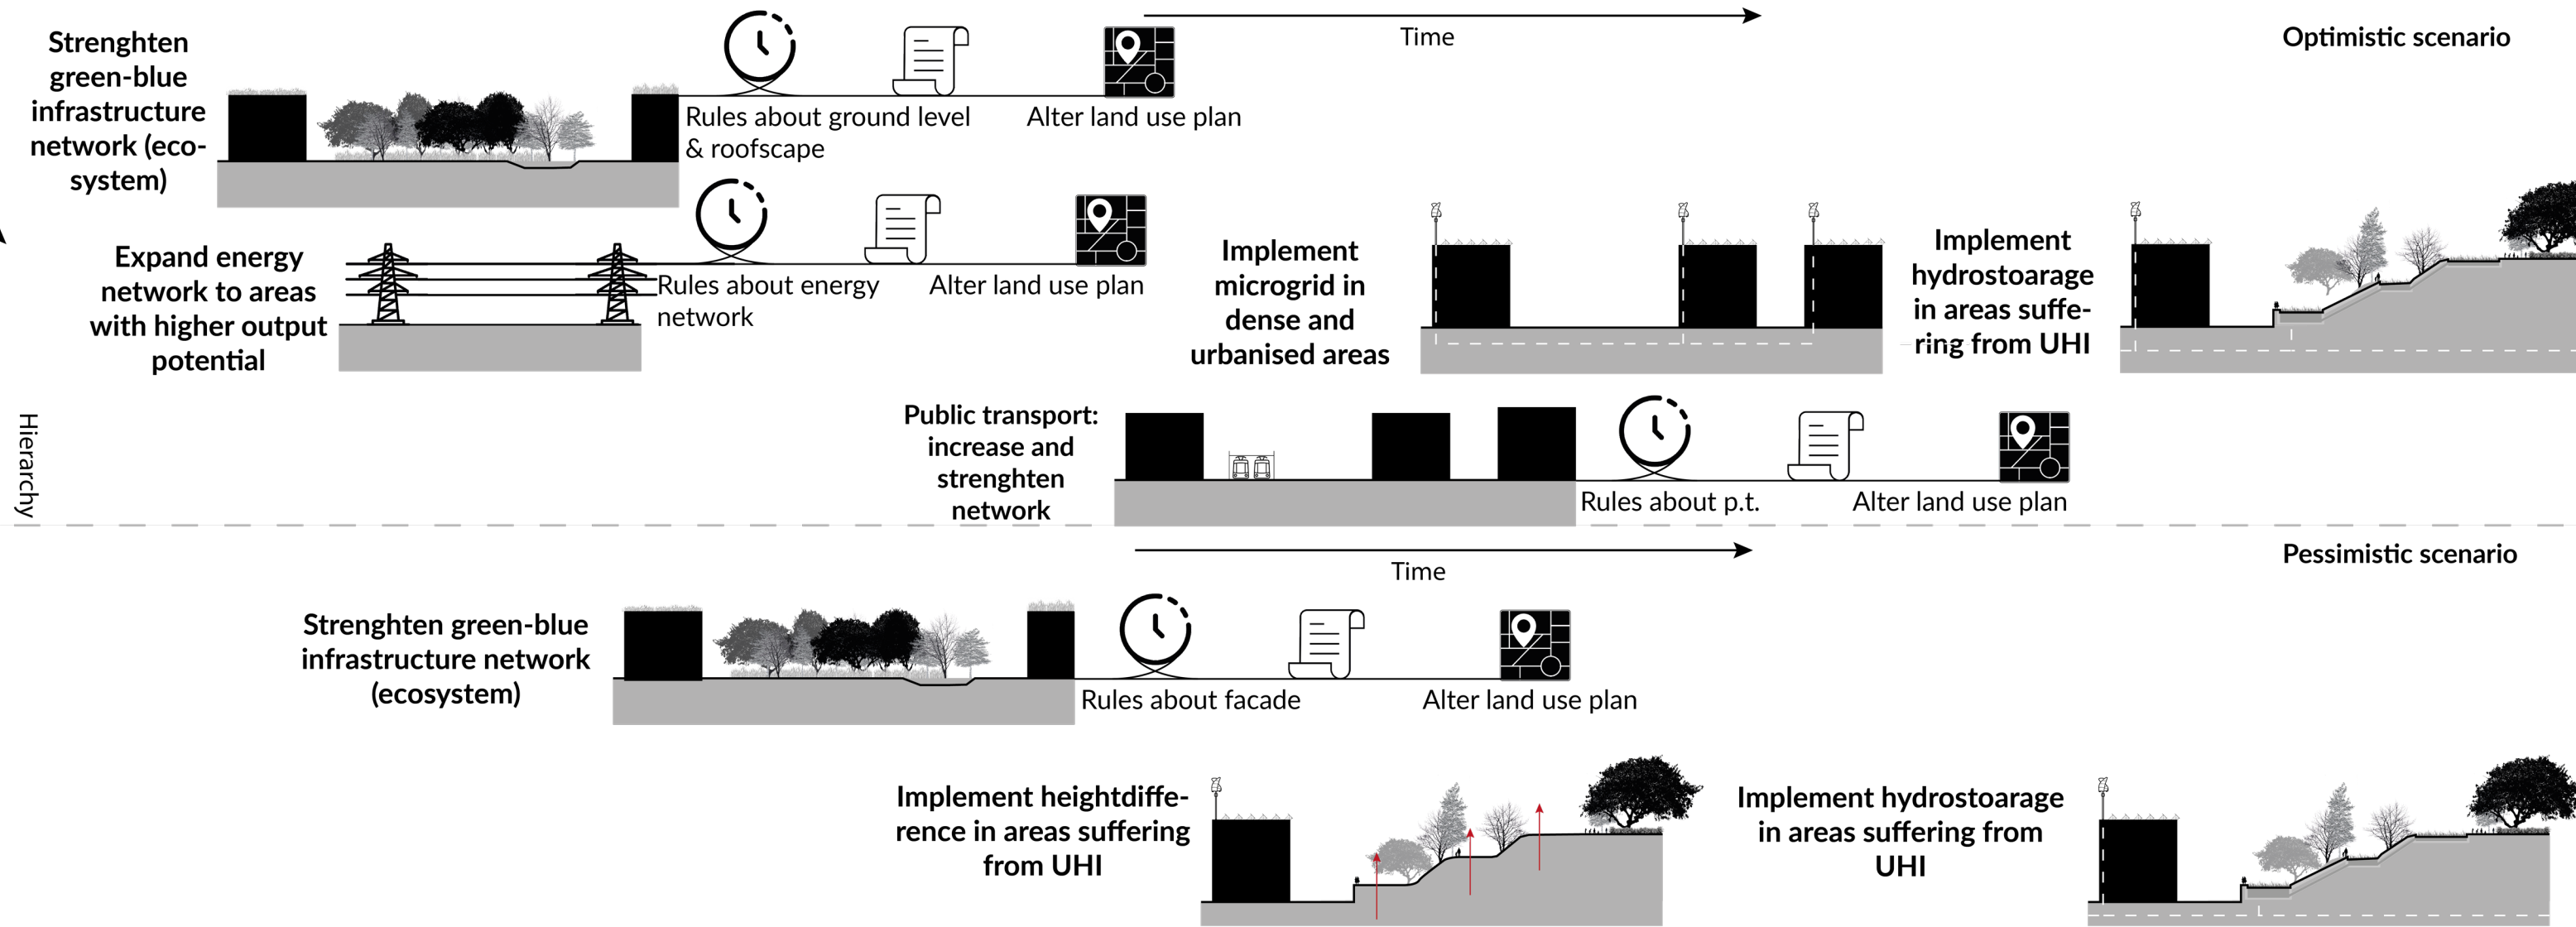 Time
Optimistic scenario
Strenghten
green-blue
infrastructure
network (eco-
system)
Rules about ground level
& roofscape
Alter land use plan
Expand energy
network to areas
with higher output
potential
Rules about energy
network
Alter land use plan
Implement
microgrid in
dense and
urbanised areas
Implement
hydrostoarage
in areas suffe-
ring from UHI
Hierarchy
Public transport:
increase and
strenghten
network
Rules about p.t.
Alter land use plan
Time
Pessimistic scenario
Strenghten green-blue
infrastructure network
(ecosystem)
Rules about facade
Alter land use plan
Implement heightdiffe-
rence in areas suffering
from UHI
Implement hydrostoarage
in areas suffering from
UHI